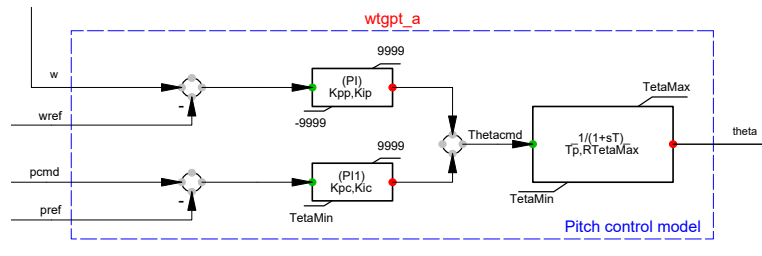 wtgpt_a
w
-
wref
9999
(PI)
Kpp,Kip
-9999
Thetacmd
TetaMax
_1/(1+sT)_
Tp,RTetaMax
TetaMin
theta
pcmd
-
pref
9999
(PI1)
Kpc,Kic
TetaMin
Pitch control model